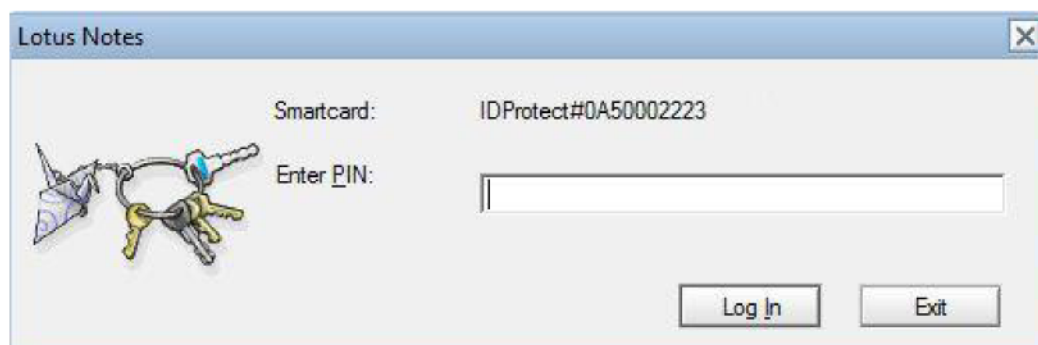 Lotus Notes
Smartcard: IDProtect#0A50002223
Enter PIN:
Log In Exit